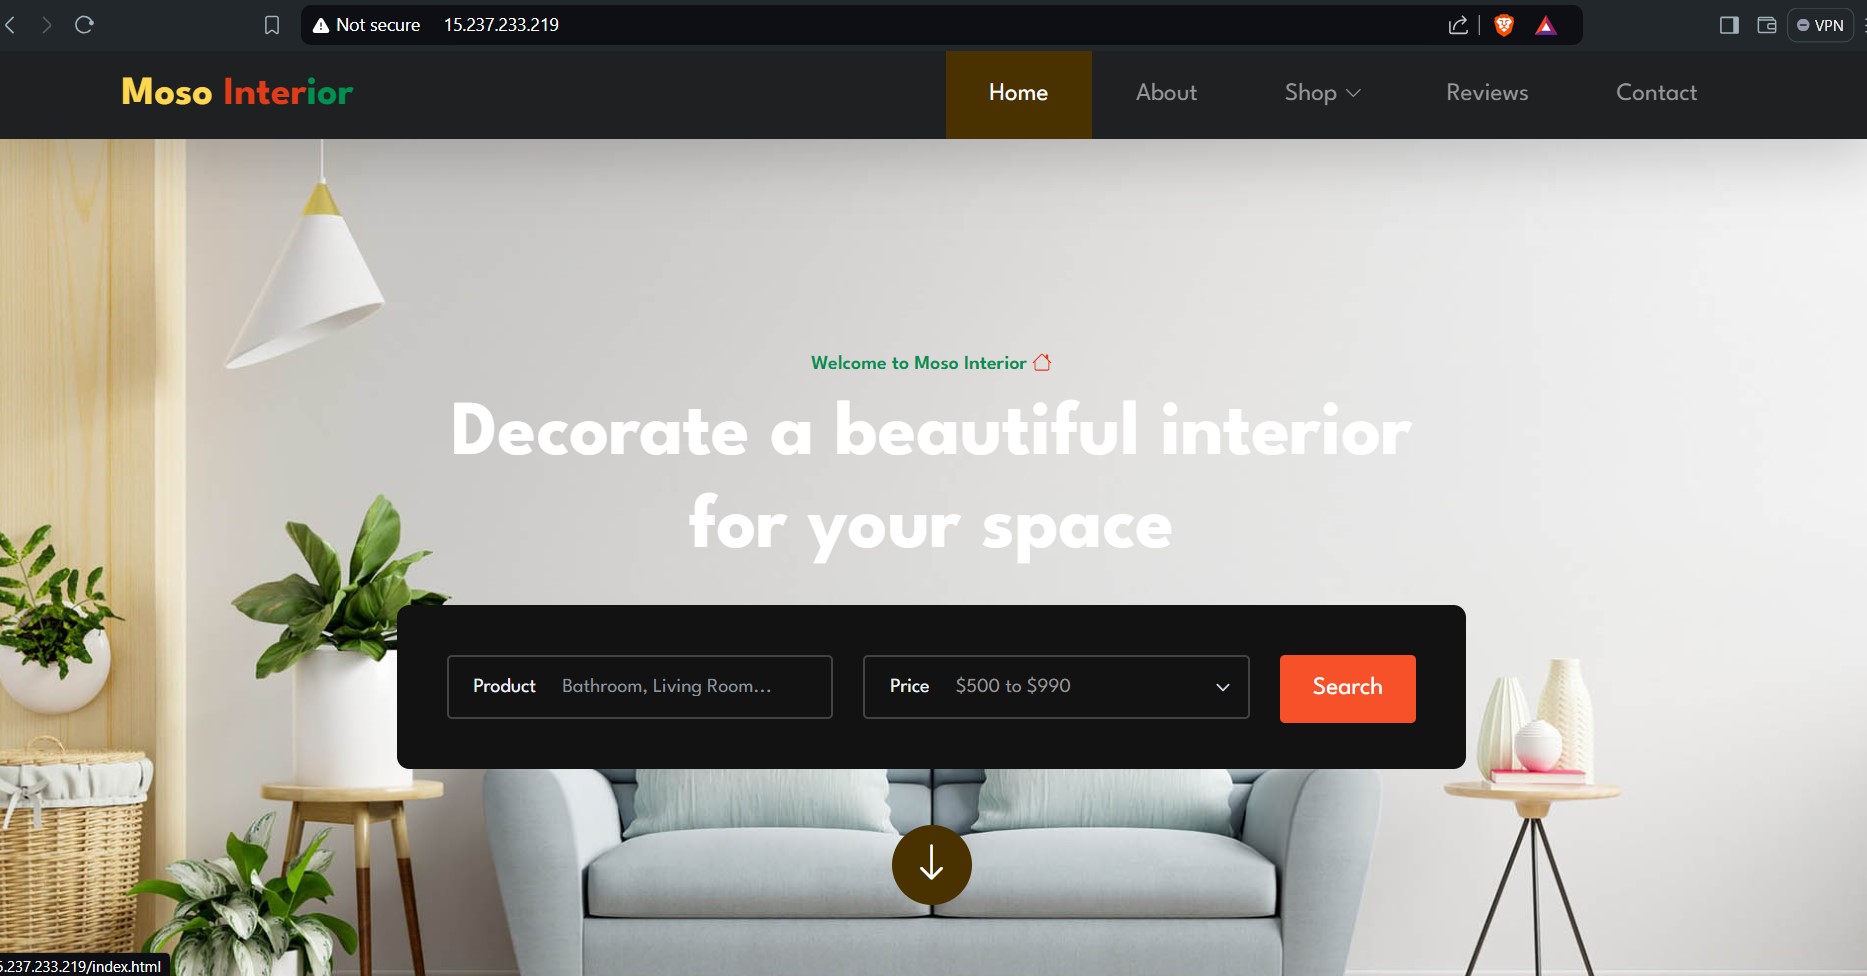 Not secure 15.237.233.219
VPN
Moso Interior
Home About Shop Reviews Contact
Welcome to Moso Interior
Decorate a beautiful interior
for your space
Product Bathroom, Living Room... Price $500 to $990 Search
5.237.233.219/index.html